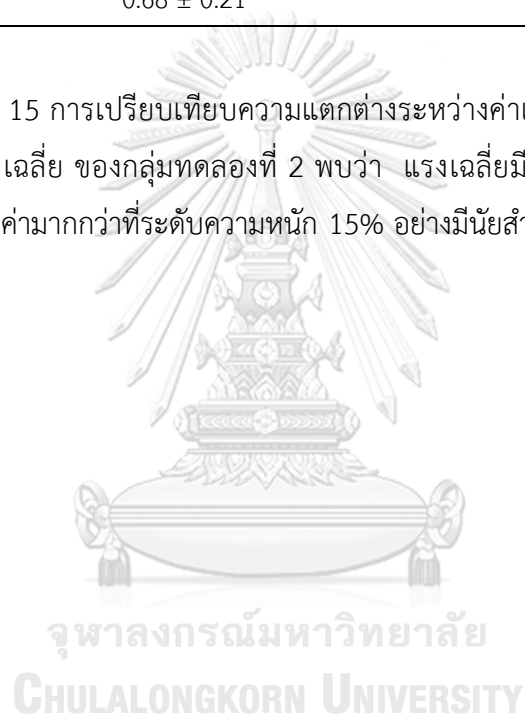 0.68 ± 0.21
15 การเปรียบเทียบความแตกต่างระหว่างค่า
เฉลี่ย ของกลุ่มทดลองที่ 2 พบว่า แรงเฉลี่ยมี
ค่ามากกว่าที่ระดับความหนัก 15% อย่างมีนัยสำ
จุฬาลงกรณ์มหาวิทยาลัย
CHULALONGKORN UNIVERSITY